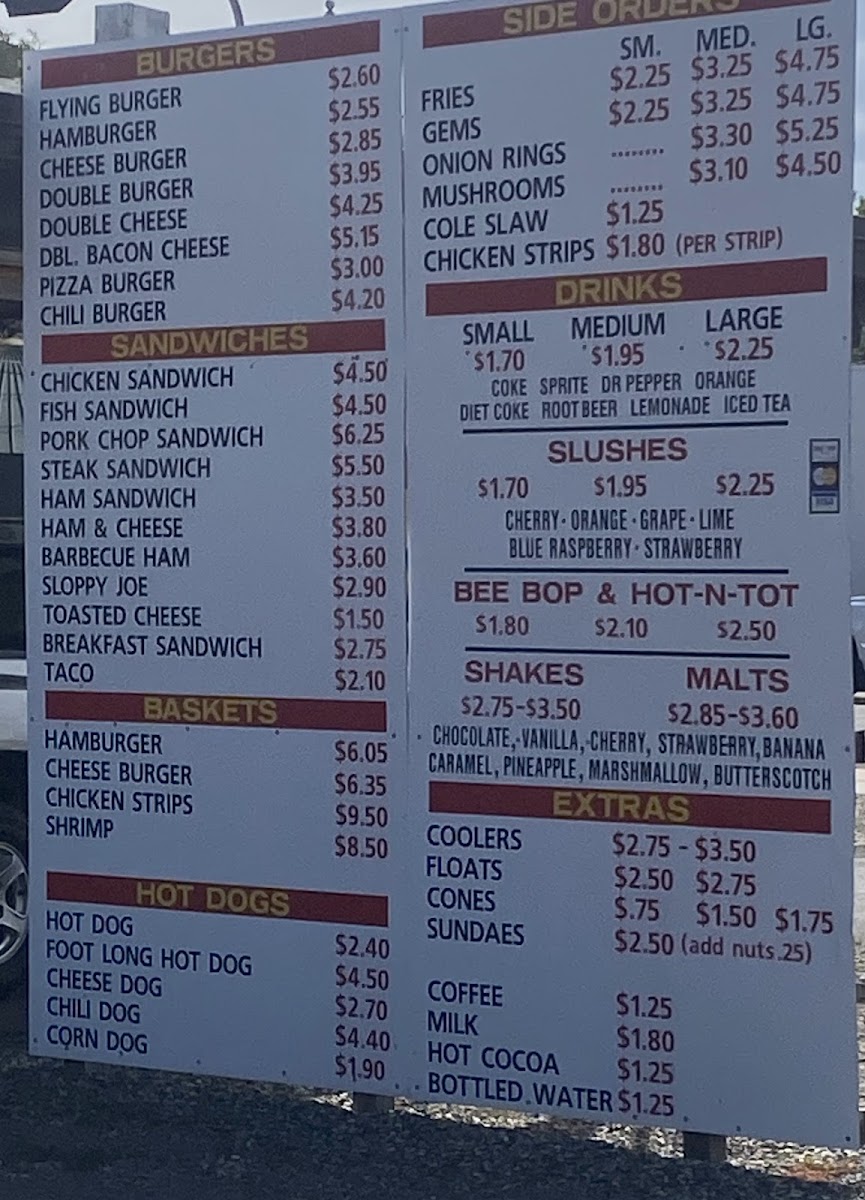 BURGERS
FLYING BURGER $2.60
HAMBURGER $2.55
CHEESE BURGER $2.85
DOUBLE BURGER $3.95
DOUBLE CHEESE $4.25
DBL. BACON CHEESE $5.15
PIZZA BURGER $3.00
CHILI BURGER $4.20
SANDWICHES
CHICKEN SANDWICH $4.50
FISH SANDWICH $4.50
PORK CHOP SANDWICH $6.25
STEAK SANDWICH $5.50
HAM SANDWICH $3.50
HAM & CHEESE $3.80
BARBECUE HAM $3.60
SLOPPY JOE $2.90
TOASTED CHEESE $1.50
BREAKFAST SANDWICH $2.75
TACO $2.10
BASKETS
HAMBURGER $6.05
CHEESE BURGER $6.35
CHICKEN STRIPS $9.50
SHRIMP $8.50
HOT DOGS
HOT DOG $2.40
FOOT LONG HOT DOG $4.50
CHEESE DOG $2.70
CHILI DOG $4.40
CORN DOG $1.90
SIDE ORDERS
SM. MED. LG.
FRIES $2.25 $3.25 $4.75
GEMS $2.25 $3.25 $4.75
ONION RINGS ........ $3.30 $5.25
MUSHROOMS ........ $3.10 $4.50
COLE SLAW $1.25
CHICKEN STRIPS $1.80 (PER STRIP)
DRINKS
SMALL MEDIUM LARGE
$1.70 $1.95 $2.25
COKE SPRITE DR PEPPER ORANGE
DIET COKE ROOT BEER LEMONADE ICED TEA
SLUSHES
$1.70 $1.95 $2.25
CHERRY · ORANGE · GRAPE · LIME
BLUE RASPBERRY · STRAWBERRY
BEE BOP & HOT-N-TOT
$1.80 $2.10 $2.50
SHAKES MALTS
$2.75-$3.50 $2.85-$3.60
CHOCOLATE, VANILLA, CHERRY, STRAWBERRY, BANANA
CARAMEL, PINEAPPLE, MARSHMALLOW, BUTTERSCOTCH
EXTRAS
COOLERS $2.75 - $3.50
FLOATS $2.50 $2.75
CONES $.75 $1.50 $1.75
SUNDAES $2.50 (add nuts .25)
COFFEE $1.25
MILK $1.80
HOT COCOA $1.25
BOTTLED WATER $1.25